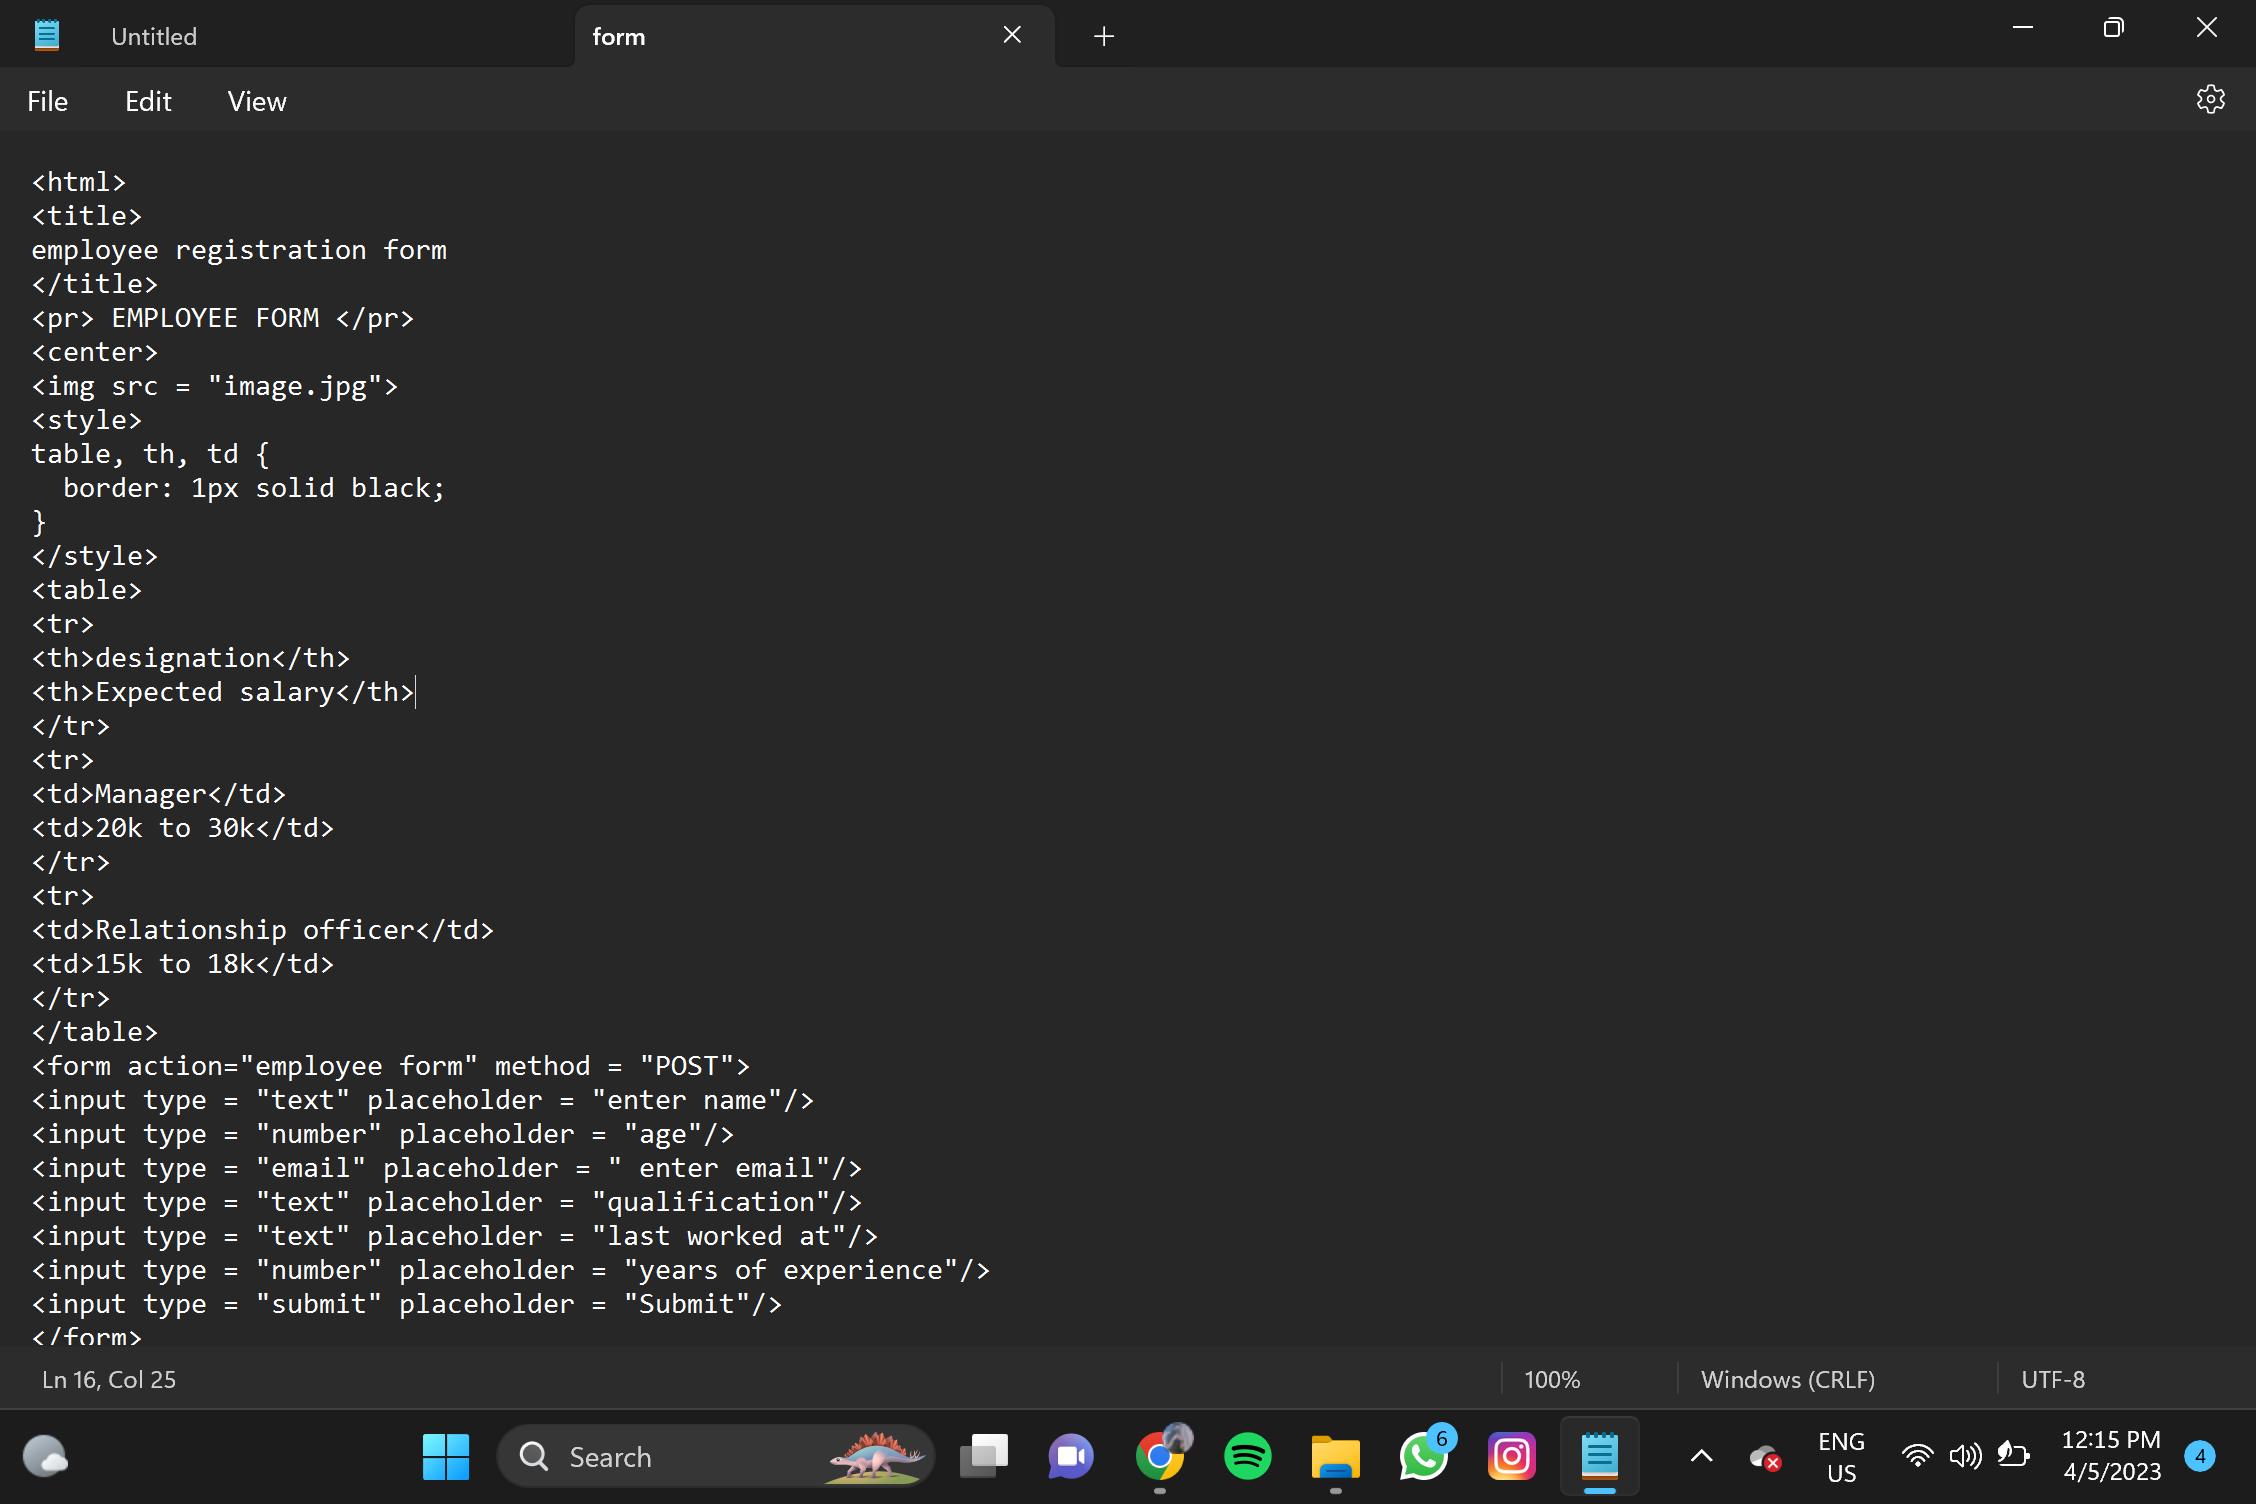 Untitled
form
File Edit View
<html>
<title>
employee registration form
</title>
<pr> EMPLOYEE FORM </pr>
<center>
<img src = "image.jpg">
<style>
table, th, td {
  border: 1px solid black;
}
</style>
<table>
<tr>
<th>designation</th>
<th>Expected salary</th>
</tr>
<tr>
<td>Manager</td>
<td>20k to 30k</td>
</tr>
<tr>
<td>Relationship officer</td>
<td>15k to 18k</td>
</tr>
</table>
<form action="employee form" method = "POST">
<input type = "text" placeholder = "enter name"/>
<input type = "number" placeholder = "age"/>
<input type = "email" placeholder = " enter email"/>
<input type = "text" placeholder = "qualification"/>
<input type = "text" placeholder = "last worked at"/>
<input type = "number" placeholder = "years of experience"/>
<input type = "submit" placeholder = "Submit"/>
</form>
Ln 16, Col 25 100% Windows (CRLF) UTF-8
Search
6
ENG
US
12:15 PM
4/5/2023
4